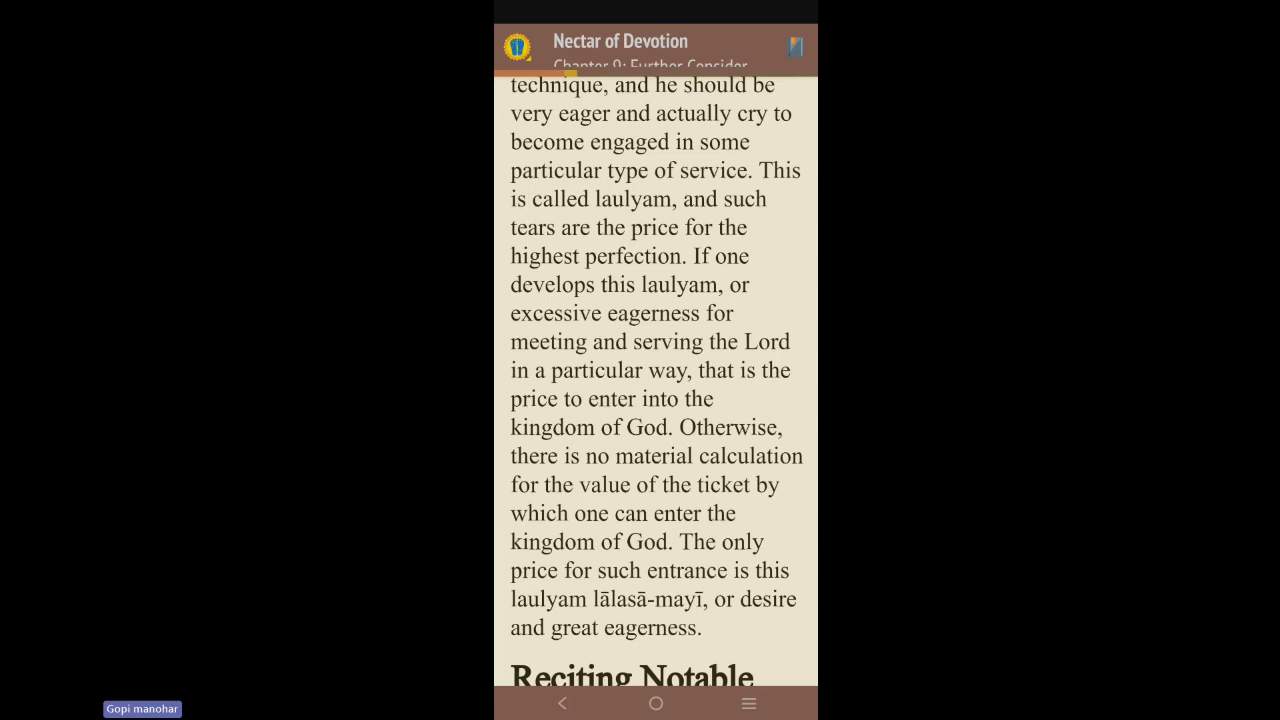 Nectar of Devotion
Chapter 9: Further Consider
technique, and he should be
very eager and actually cry to
become engaged in some
particular type of service. This
is called laulyam, and such
tears are the price for the
highest perfection. If one
develops this laulyam, or
excessive eagerness for
meeting and serving the Lord
in a particular way, that is the
price to enter into the
kingdom of God. Otherwise,
there is no material calculation
for the value of the ticket by
which one can enter the
kingdom of God. The only
price for such entrance is this
laulyam lālasā-mayī, or desire
and great eagerness.
Reciting Notable
Gopi manohar